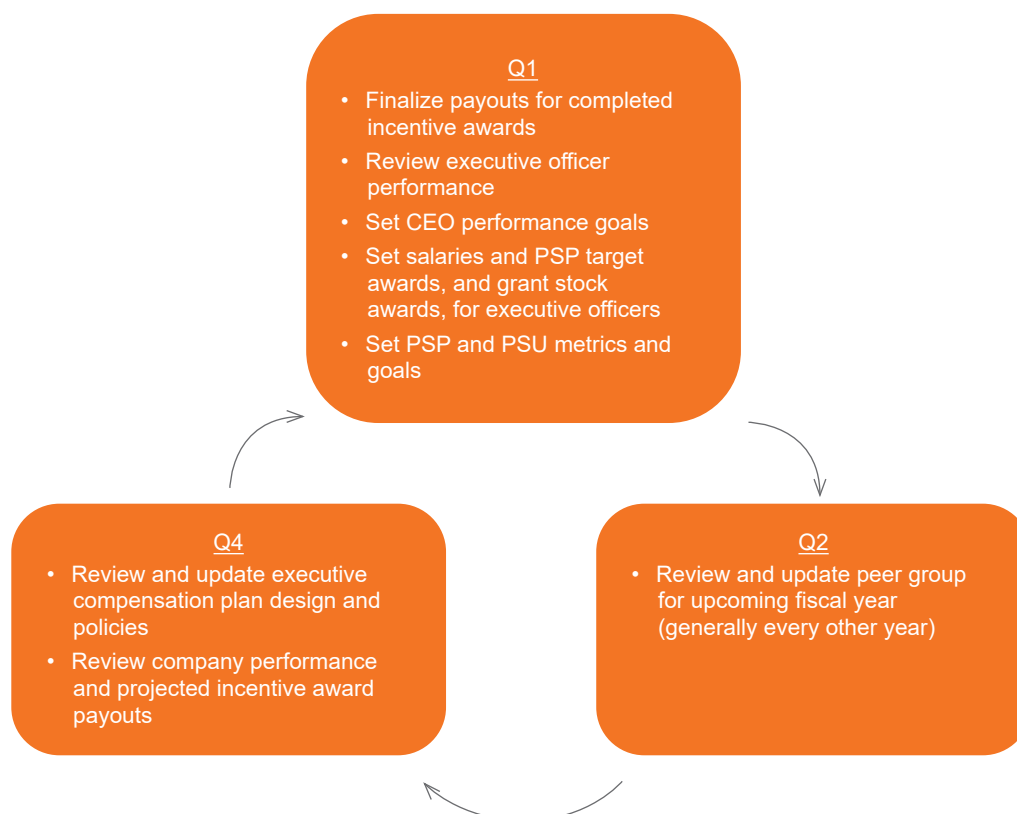 Q1
• Finalize payouts for completed
incentive awards
• Review executive officer
performance
• Set CEO performance goals
• Set salaries and PSP target
awards, and grant stock
awards, for executive officers
• Set PSP and PSU metrics and
goals
Q4
• Review and update executive
compensation plan design and
policies
• Review company performance
and projected incentive award
payouts
Q2
• Review and update peer group
for upcoming fiscal year
(generally every other year)